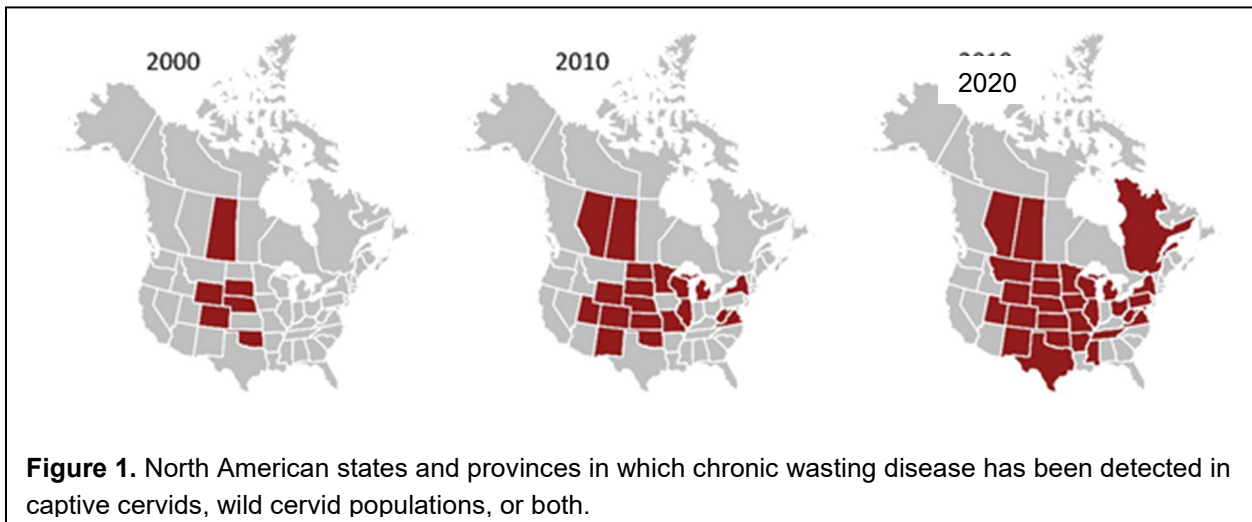 2000
2010
2020
Figure 1. North American states and provinces in which chronic wasting disease has been detected in
captive cervids, wild cervid populations, or both.